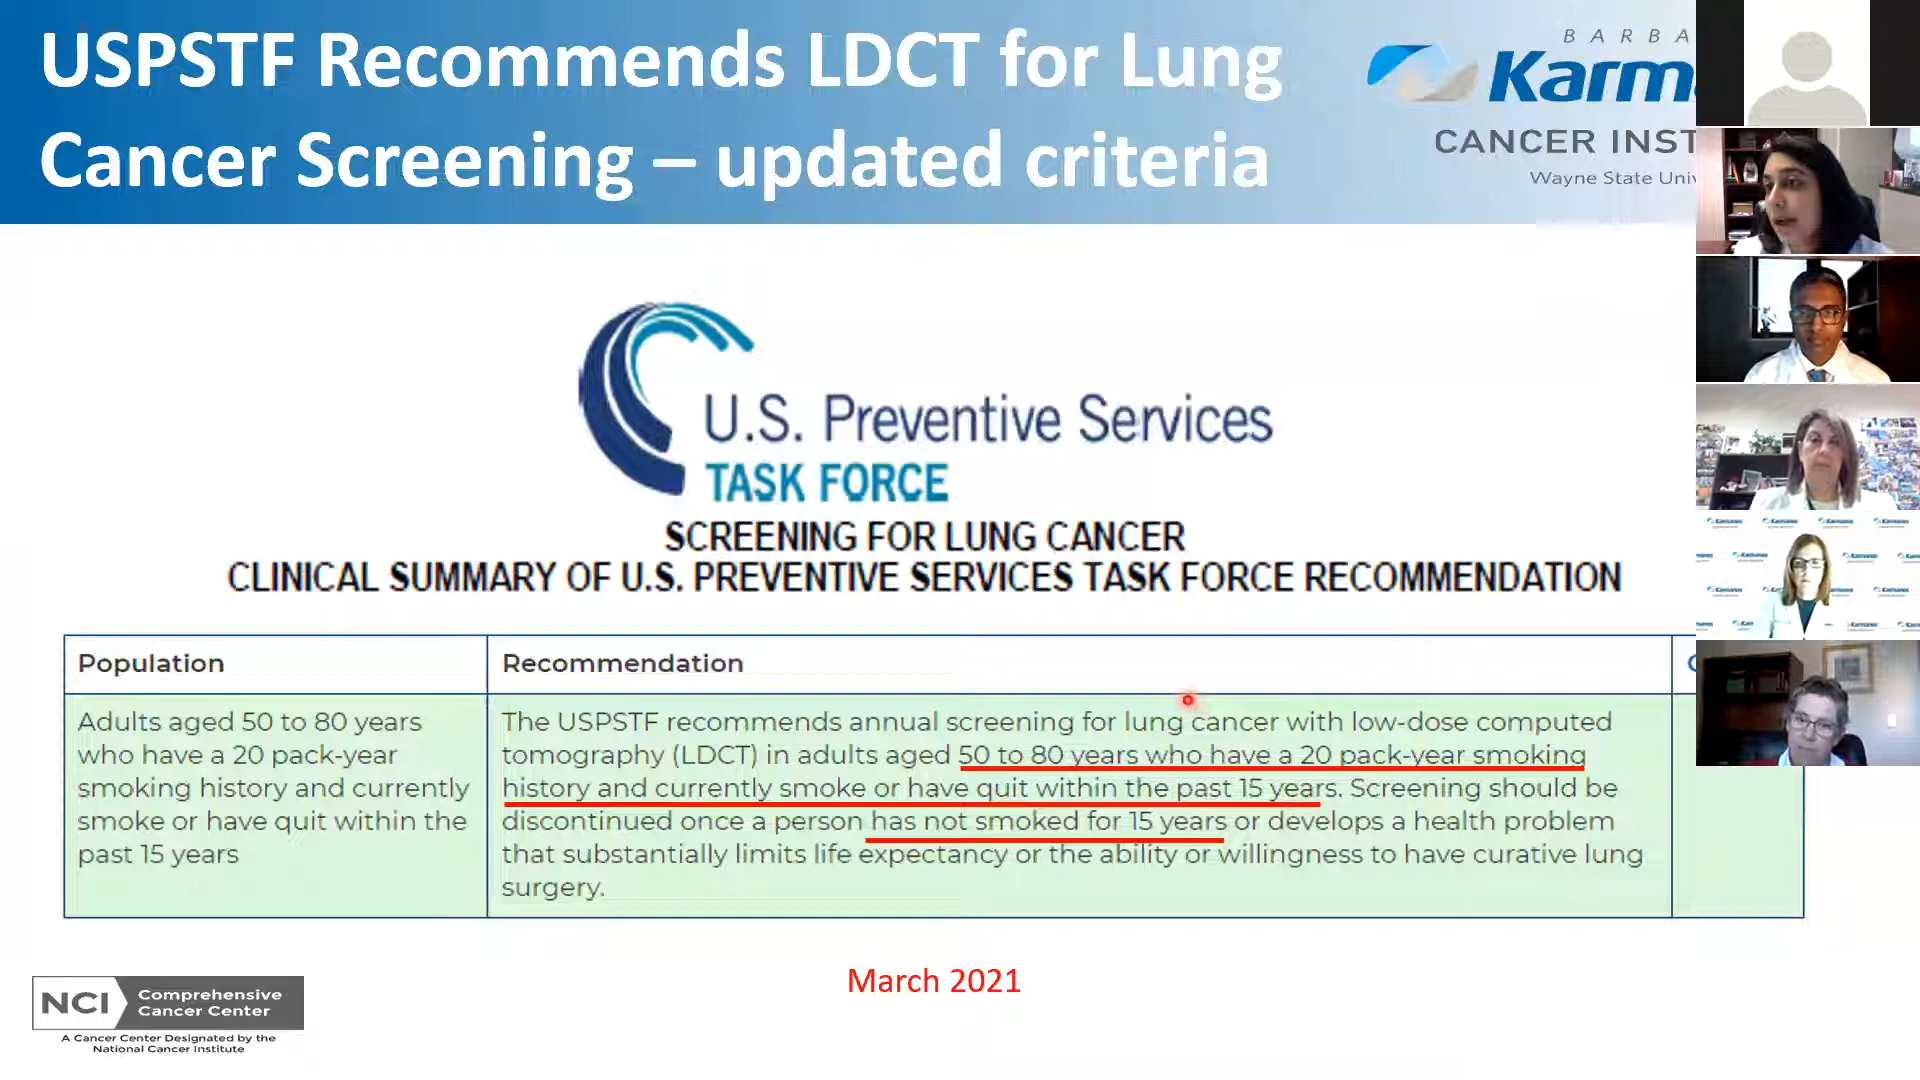 USPSTF Recommends LDCT for Lung
Cancer Screening – updated criteria
BARBA
Karm
CANCER INST
Wayne State Univ
U.S. Preventive Services
TASK FORCE
SCREENING FOR LUNG CANCER
CLINICAL SUMMARY OF U.S. PREVENTIVE SERVICES TASK FORCE RECOMMENDATION
Population
Recommendation
Adults aged 50 to 80 years
who have a 20 pack-year
smoking history and currently
smoke or have quit within the
past 15 years
The USPSTF recommends annual screening for lung cancer with low-dose computed
tomography (LDCT) in adults aged 50 to 80 years who have a 20 pack-year smoking
history and currently smoke or have quit within the past 15 years. Screening should be
discontinued once a person has not smoked for 15 years or develops a health problem
that substantially limits life expectancy or the ability or willingness to have curative lung
surgery.
March 2021
NCI
Comprehensive
Cancer Center
A Cancer Center Designated by the
National Cancer Institute